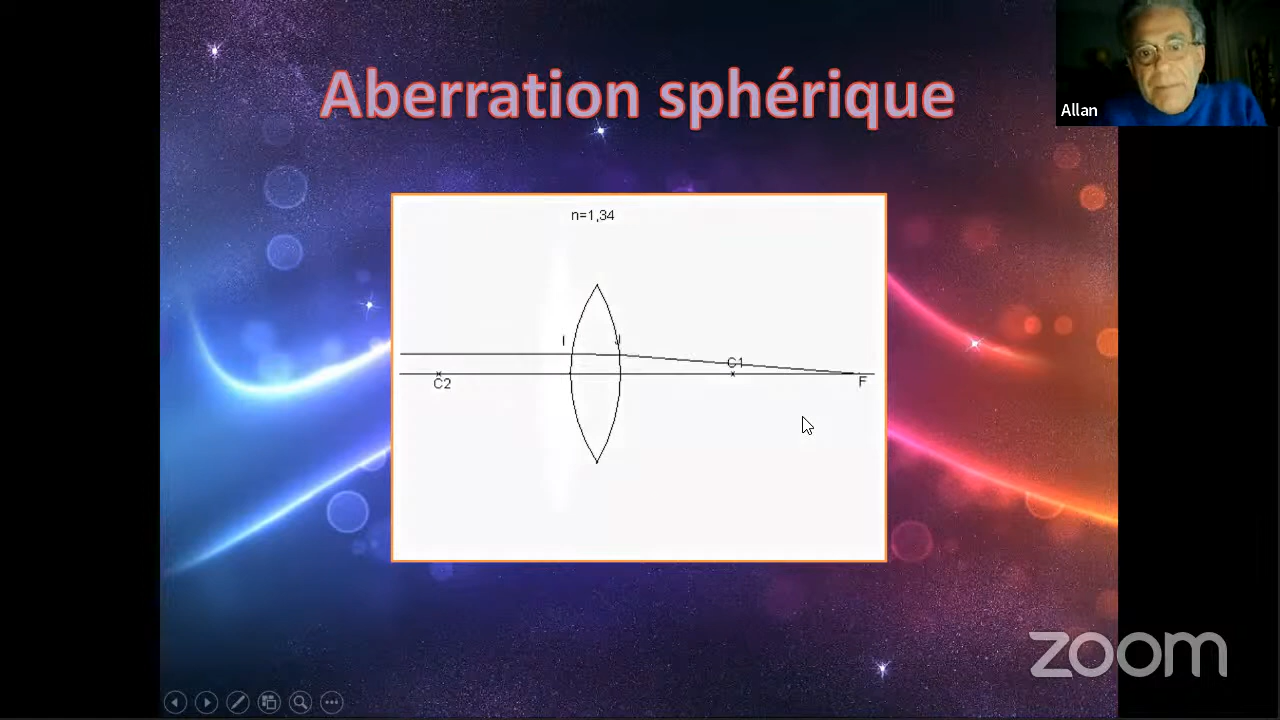 Aberration sphérique
Allan
n=1,34
I
J
C1
C2
F
zoom